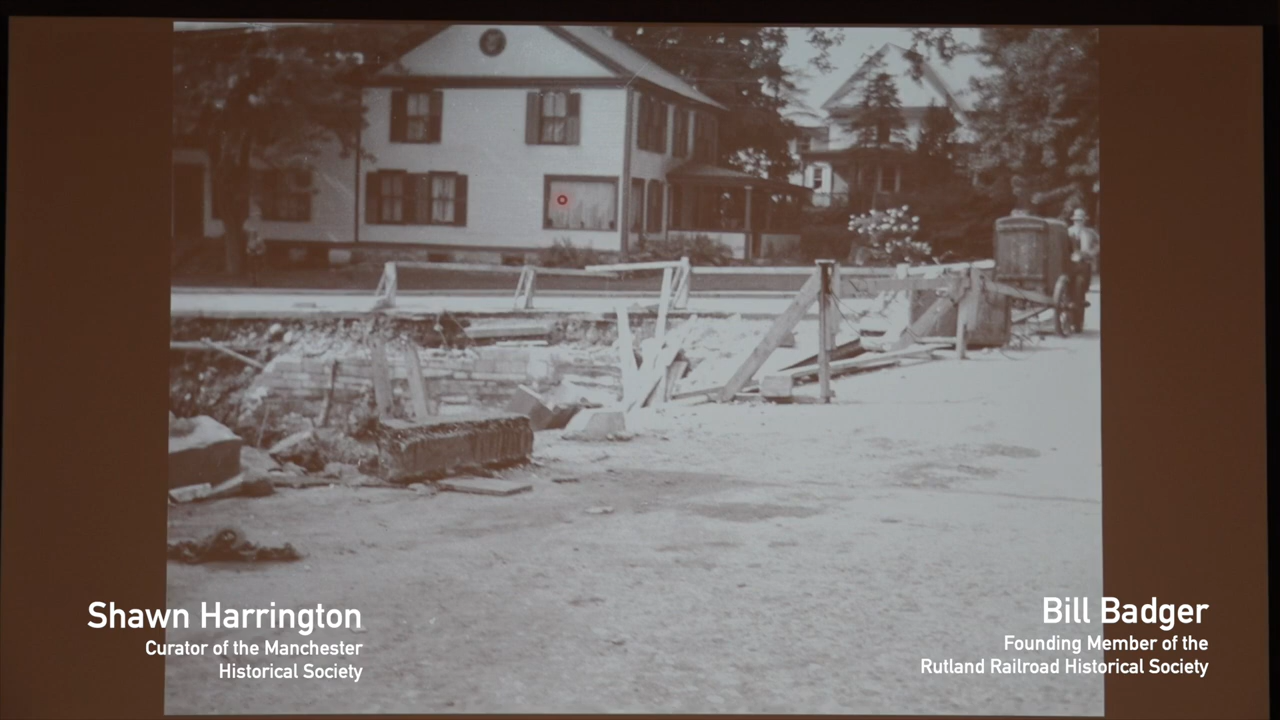 Shawn Harrington
Curator of the Manchester
Historical Society
Bill Badger
Founding Member of the
Rutland Railroad Historical Society